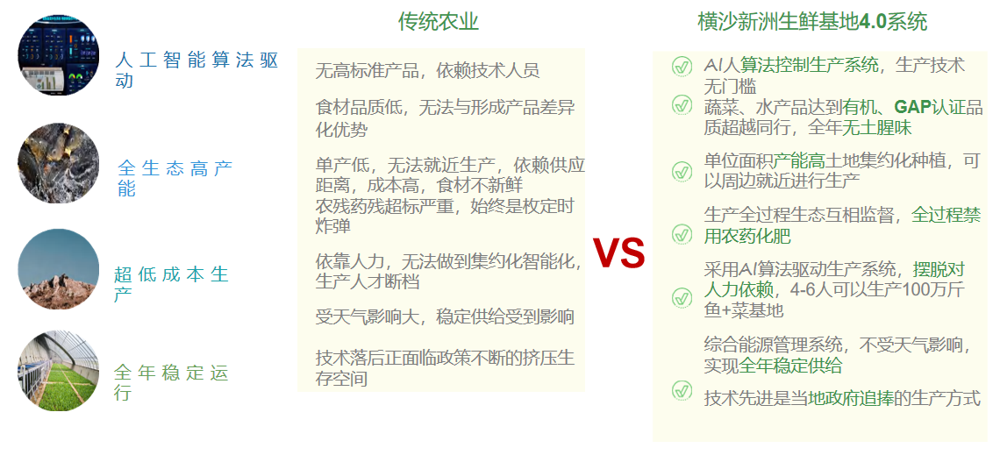 人工智能算法驱
动
全生态高产
能
超低成本生
产
全年稳定运
行
传统农业
无高标准产品，依赖技术人员
食材品质低，无法与形成产品差异
化优势
单产低，无法就近生产，依赖供应
距离，成本高，食材不新鲜
农残药残超标严重，始终是枚定时
炸弹
依靠人力，无法做到集约化智能化，
生产人才断档
受天气影响大，稳定供给受到影响
技术落后正面临政策不断的挤压生
存空间
VS
横沙新洲生鲜基地4.0系统
AI人算法控制生产系统，生产技术
无门槛
蔬菜、水产品达到有机、GAP认证品
质超越同行，全年无土腥味
单位面积产能高土地集约化种植，可
以周边就近进行生产
生产全过程生态互相监督，全过程禁
用农药化肥
采用AI算法驱动生产系统，摆脱对
人力依赖，4-6人可以生产100万斤
鱼+菜基地
综合能源管理系统，不受天气影响，
实现全年稳定供给
技术先进是当地政府追捧的生产方式